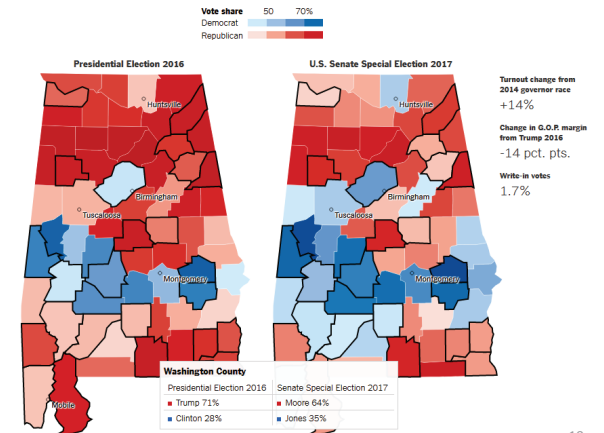 Vote share 50 70%
Democrat
Republican
Presidential Election 2016
U.S. Senate Special Election 2017
Huntsville
Birmingham
Tuscaloosa
Montgomery
Mobile
Huntsville
Birmingham
Tuscaloosa
Montgomery
Turnout change from
2014 governor race
+14%
Change in G.O.P. margin
from Trump 2016
-14 pct. pts.
Write-in votes
1.7%
Washington County
Presidential Election 2016 Senate Special Election 2017
Trump 71% Moore 64%
Clinton 28% Jones 35%